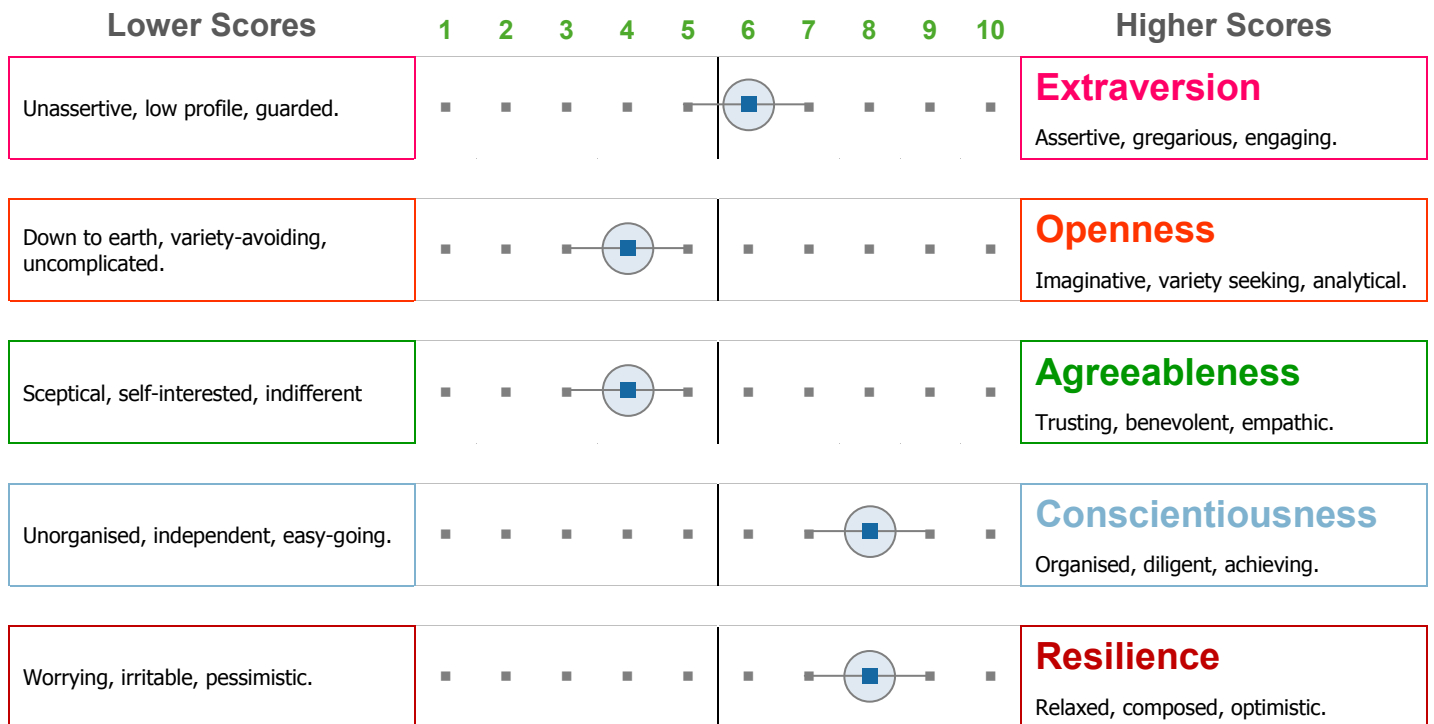 Lower Scores 1 2 3 4 5 6 7 8 9 10 Higher Scores
Unassertive, low profile, guarded.
Extraversion
Assertive, gregarious, engaging.
Down to earth, variety-avoiding,
uncomplicated.
Openness
Imaginative, variety seeking, analytical.
Sceptical, self-interested, indifferent
Agreeableness
Trusting, benevolent, empathic.
Unorganised, independent, easy-going.
Conscientiousness
Organised, diligent, achieving.
Worrying, irritable, pessimistic.
Resilience
Relaxed, composed, optimistic.